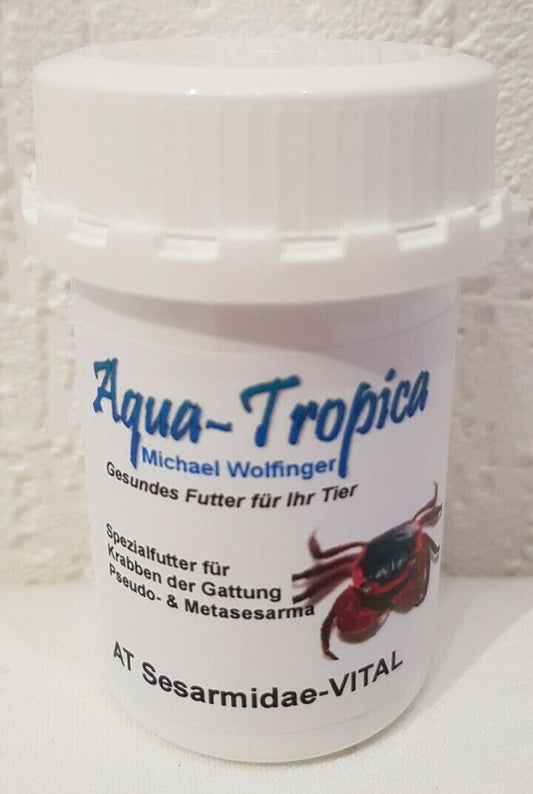 Aqua-Tropica
Michael Wolfinger
Gesundes Futter für Ihr Tier
Spezialfutter für
Krabben der Gattung
Pseudo- & Metasesarma
AT Sesarmidae-VITAL